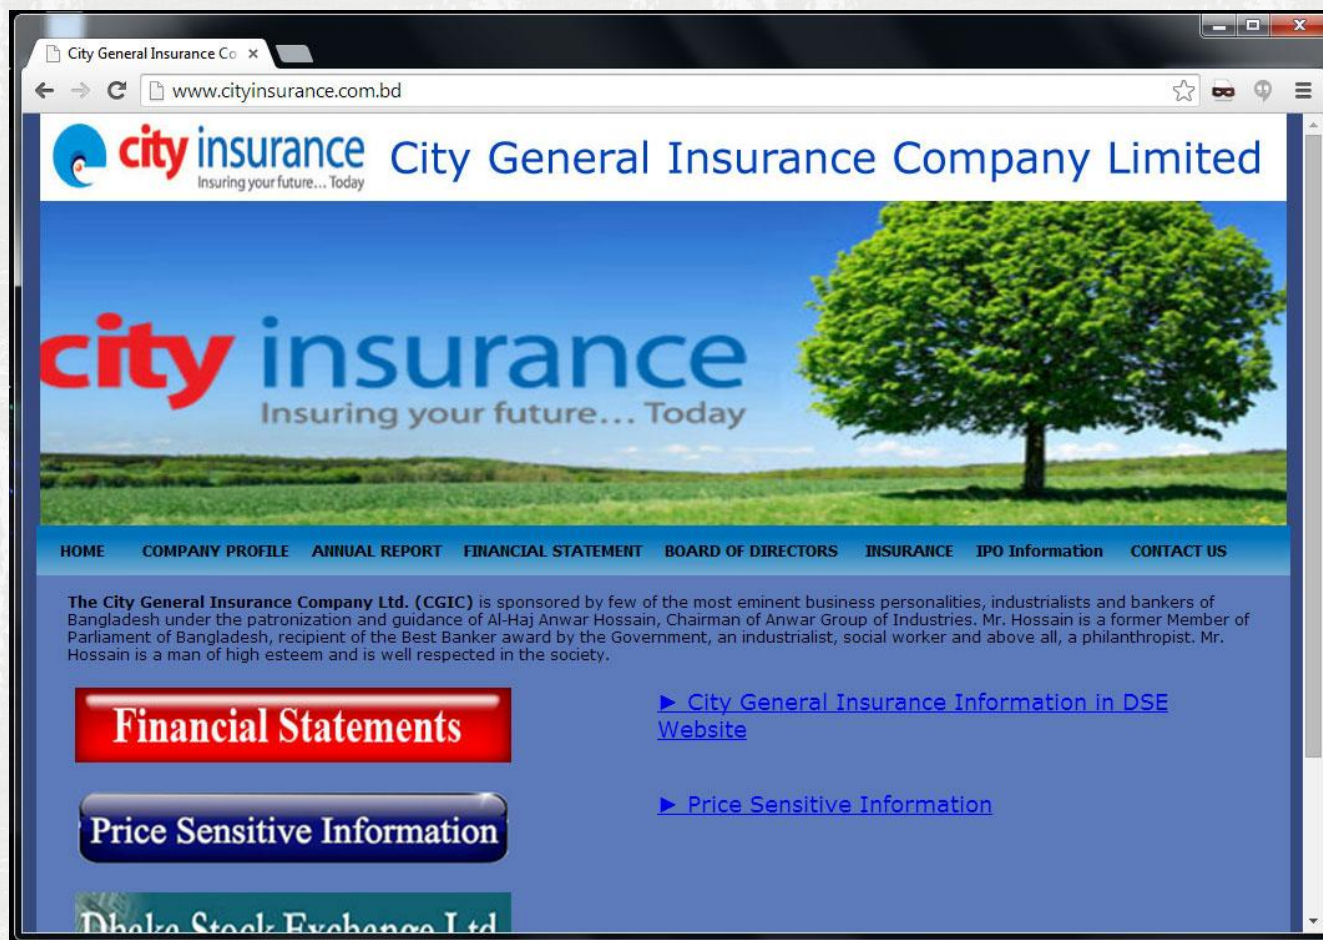 City General Insurance Co
www.cityinsurance.com.bd
city insurance
Insuring your future... Today
City General Insurance Company Limited
city insurance
Insuring your future... Today
HOME COMPANY PROFILE ANNUAL REPORT FINANCIAL STATEMENT BOARD OF DIRECTORS INSURANCE IPO Information CONTACT US
The City General Insurance Company Ltd. (CGIC) is sponsored by few of the most eminent business personalities, industrialists and bankers of
Bangladesh under the patronization and guidance of Al-Haj Anwar Hossain, Chairman of Anwar Group of Industries. Mr. Hossain is a former Member of
Parliament of Bangladesh, recipient of the Best Banker award by the Government, an industrialist, social worker and above all, a philanthropist. Mr.
Hossain is a man of high esteem and is well respected in the society.
Financial Statements
► City General Insurance Information in DSE
Website
Price Sensitive Information
► Price Sensitive Information
Dhaka Stock Exchange Ltd